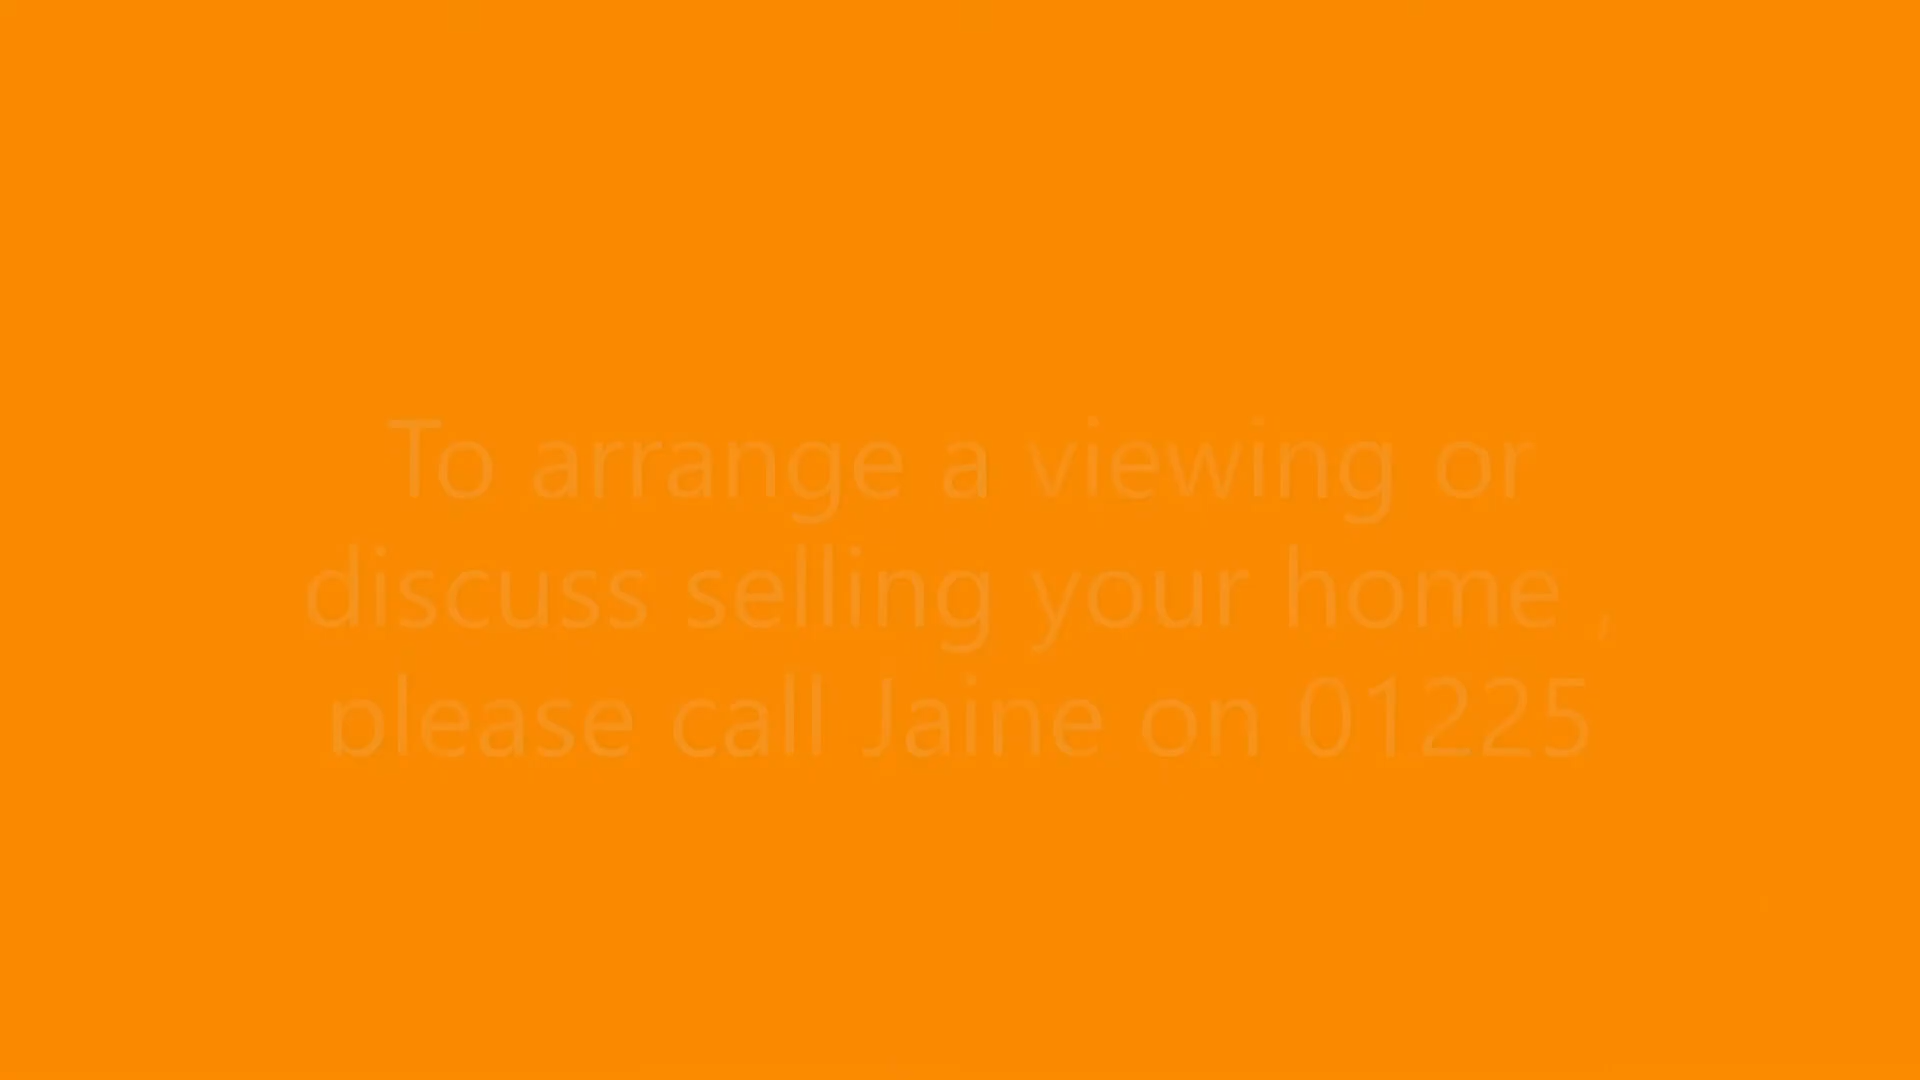 To arrange a viewing or
discuss selling your home ,
please call Jaine on 01225